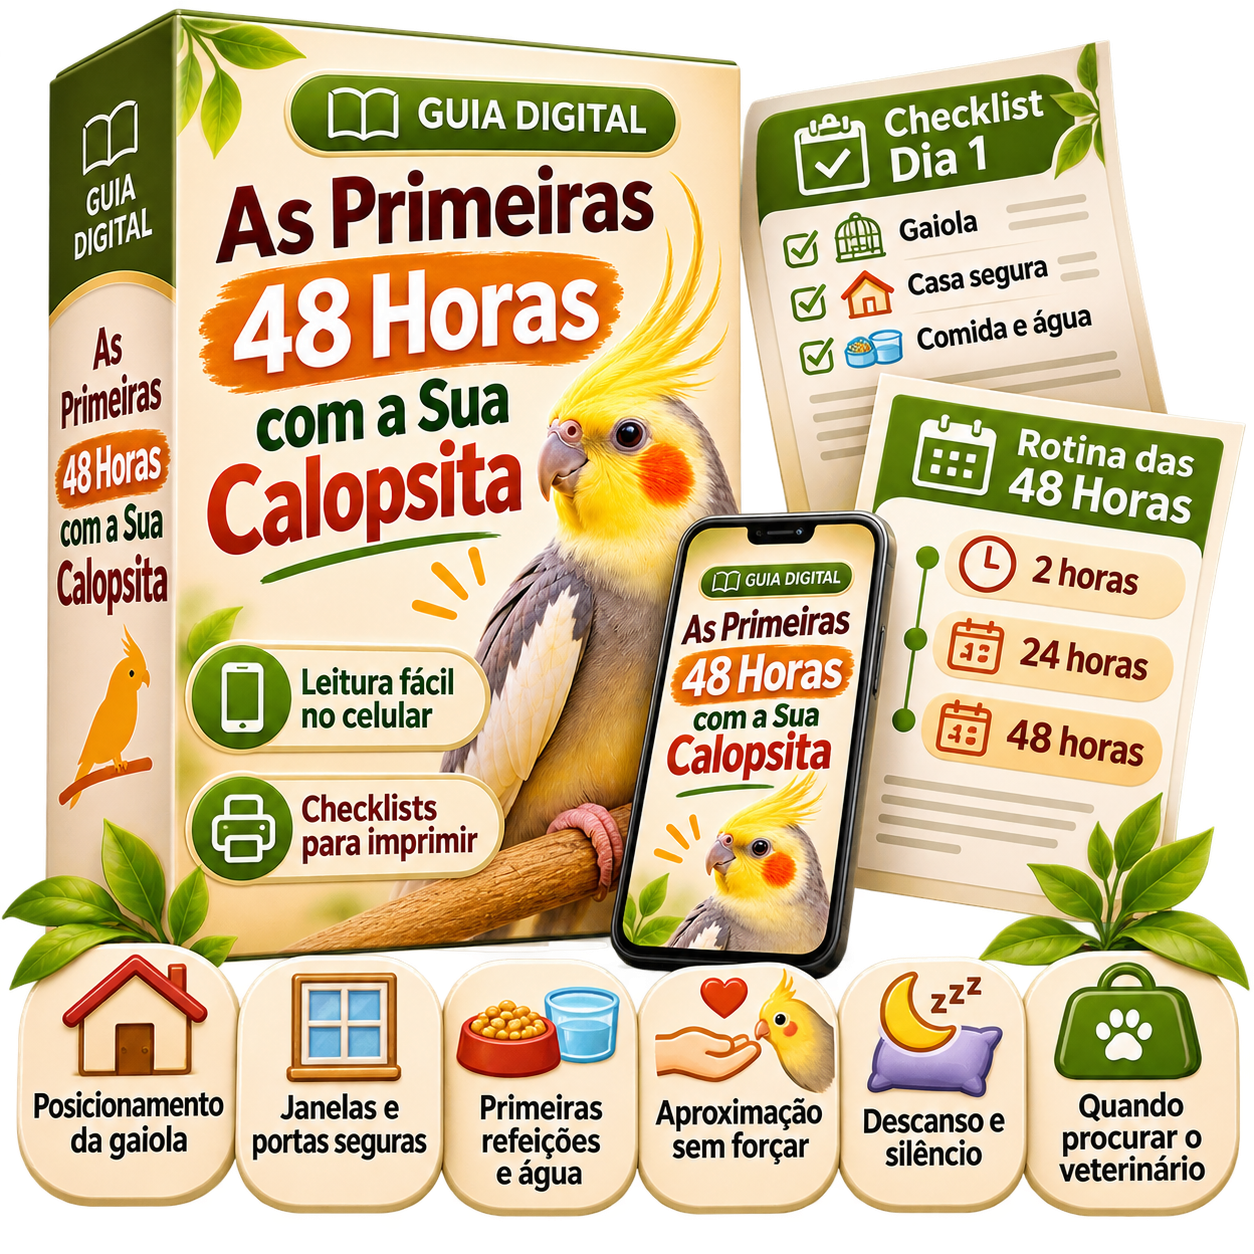 GUIA DIGITAL
As Primeiras
48 Horas
com a Sua
Calopsita
Leitura fácil
no celular
Checklists
para imprimir
GUIA
DIGITAL
As
Primeiras
48 Horas
com a Sua
Calopsita
Checklist
Dia 1
Gaiola
Casa segura
Comida e água
Rotina das
48 Horas
2 horas
24 horas
48 horas
GUIA DIGITAL
As Primeiras
48 Horas
com a Sua
Calopsita
Posicionamento
da gaiola
Janelas e
portas seguras
Primeiras
refeições
e água
Aproximação
sem forçar
zzz
Descanso e
silêncio
Quando
procurar o
veterinário